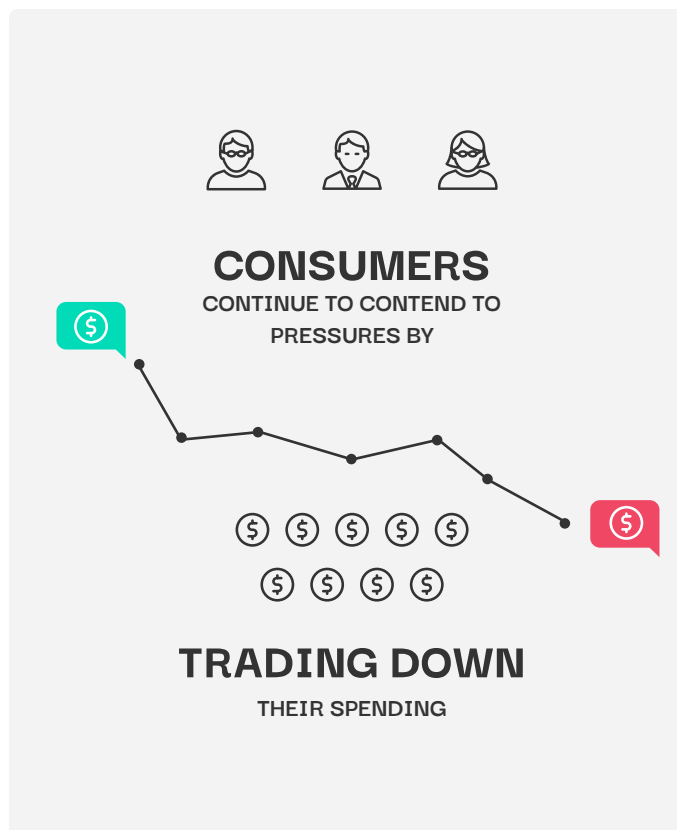 CONSUMERS
CONTINUE TO CONTEND TO
PRESSURES BY
$
$
$ $ $ $ $
$ $ $ $
TRADING DOWN
THEIR SPENDING